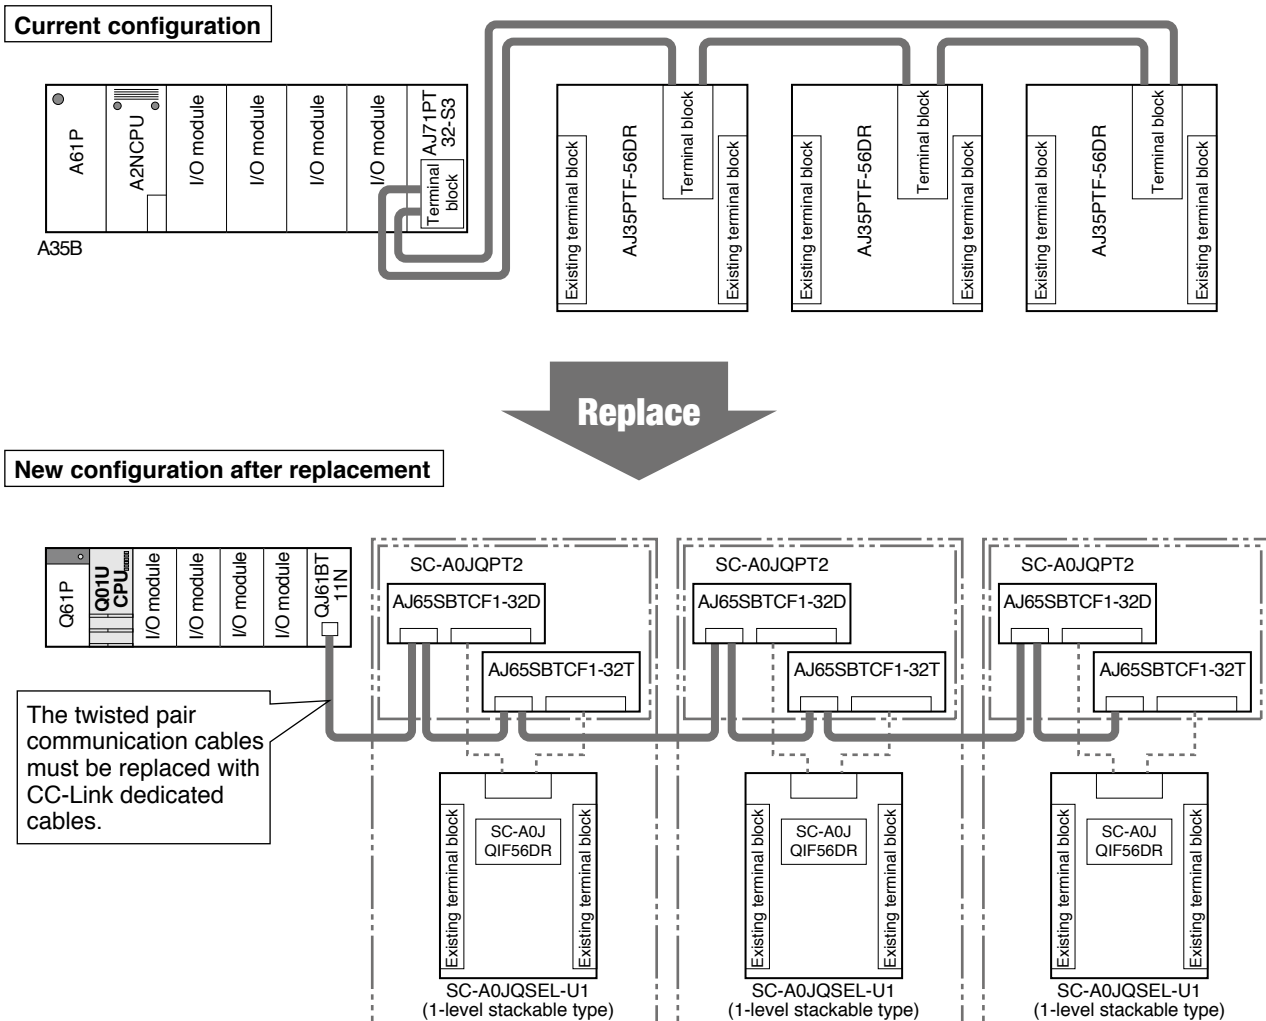 Current configuration
A61P
A2NCPU
I/O module
I/O module
I/O module
I/O module
AJ71PT
32-S3
Terminal
block
A35B
Existing terminal block
AJ35PTF-56DR
Terminal block
Existing terminal block
Existing terminal block
AJ35PTF-56DR
Terminal block
Existing terminal block
Existing terminal block
AJ35PTF-56DR
Terminal block
Existing terminal block
Replace
New configuration after replacement
Q61P
Q01U
CPU
I/O module
I/O module
I/O module
I/O module
QJ61BT
11N
The twisted pair
communication cables
must be replaced with
CC-Link dedicated
cables.
SC-A0JQPT2
AJ65SBTCF1-32D
AJ65SBTCF1-32T
Existing terminal block
SC-A0J
QIF56DR
Existing terminal block
SC-A0JQSEL-U1
(1-level stackable type)
SC-A0JQPT2
AJ65SBTCF1-32D
AJ65SBTCF1-32T
Existing terminal block
SC-A0J
QIF56DR
Existing terminal block
SC-A0JQSEL-U1
(1-level stackable type)
SC-A0JQPT2
AJ65SBTCF1-32D
AJ65SBTCF1-32T
Existing terminal block
SC-A0J
QIF56DR
Existing terminal block
SC-A0JQSEL-U1
(1-level stackable type)